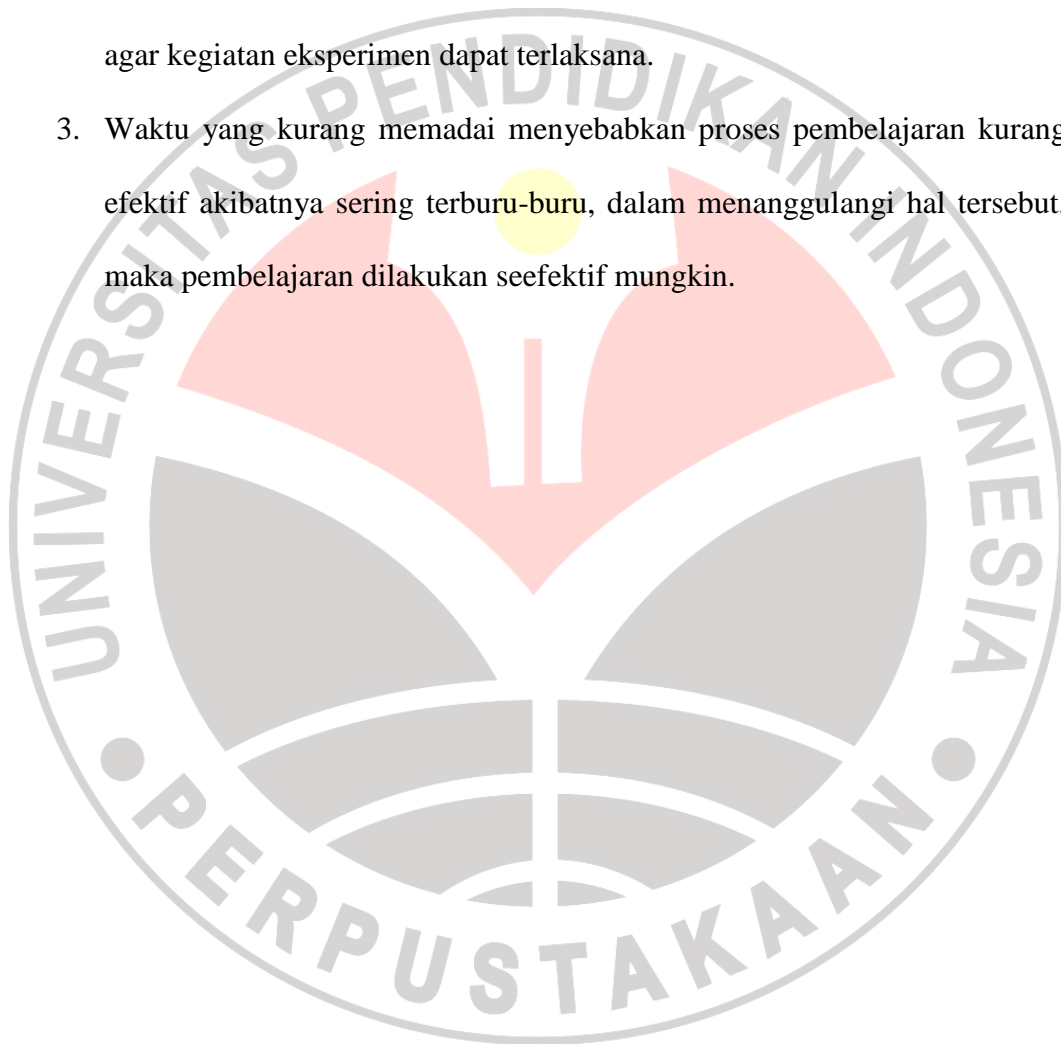 agar kegiatan eksperimen dapat terlaksana.
3. Waktu yang kurang memadai menyebabkan proses pembelajaran kurang
efektif akibatnya sering terburu-buru, dalam menanggulangi hal tersebut,
maka pembelajaran dilakukan seefektif mungkin.
UNIVERSITAS PENDIDIKAN INDONESIA
PERPUSTAKAAN